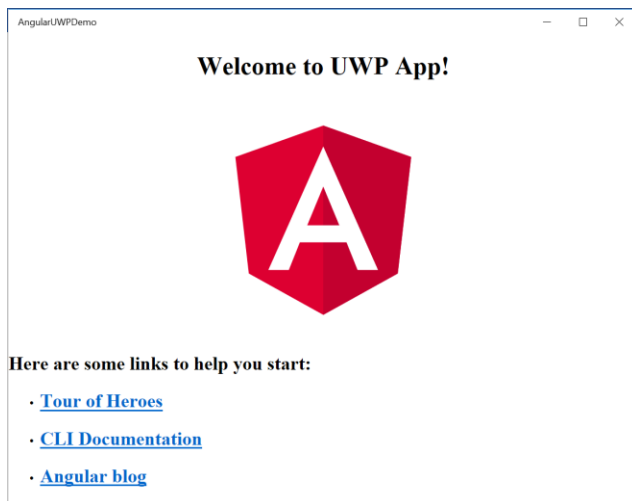 AngularUWPDemo
Welcome to UWP App!
A
Here are some links to help you start:
Tour of Heroes
CLI Documentation
Angular blog